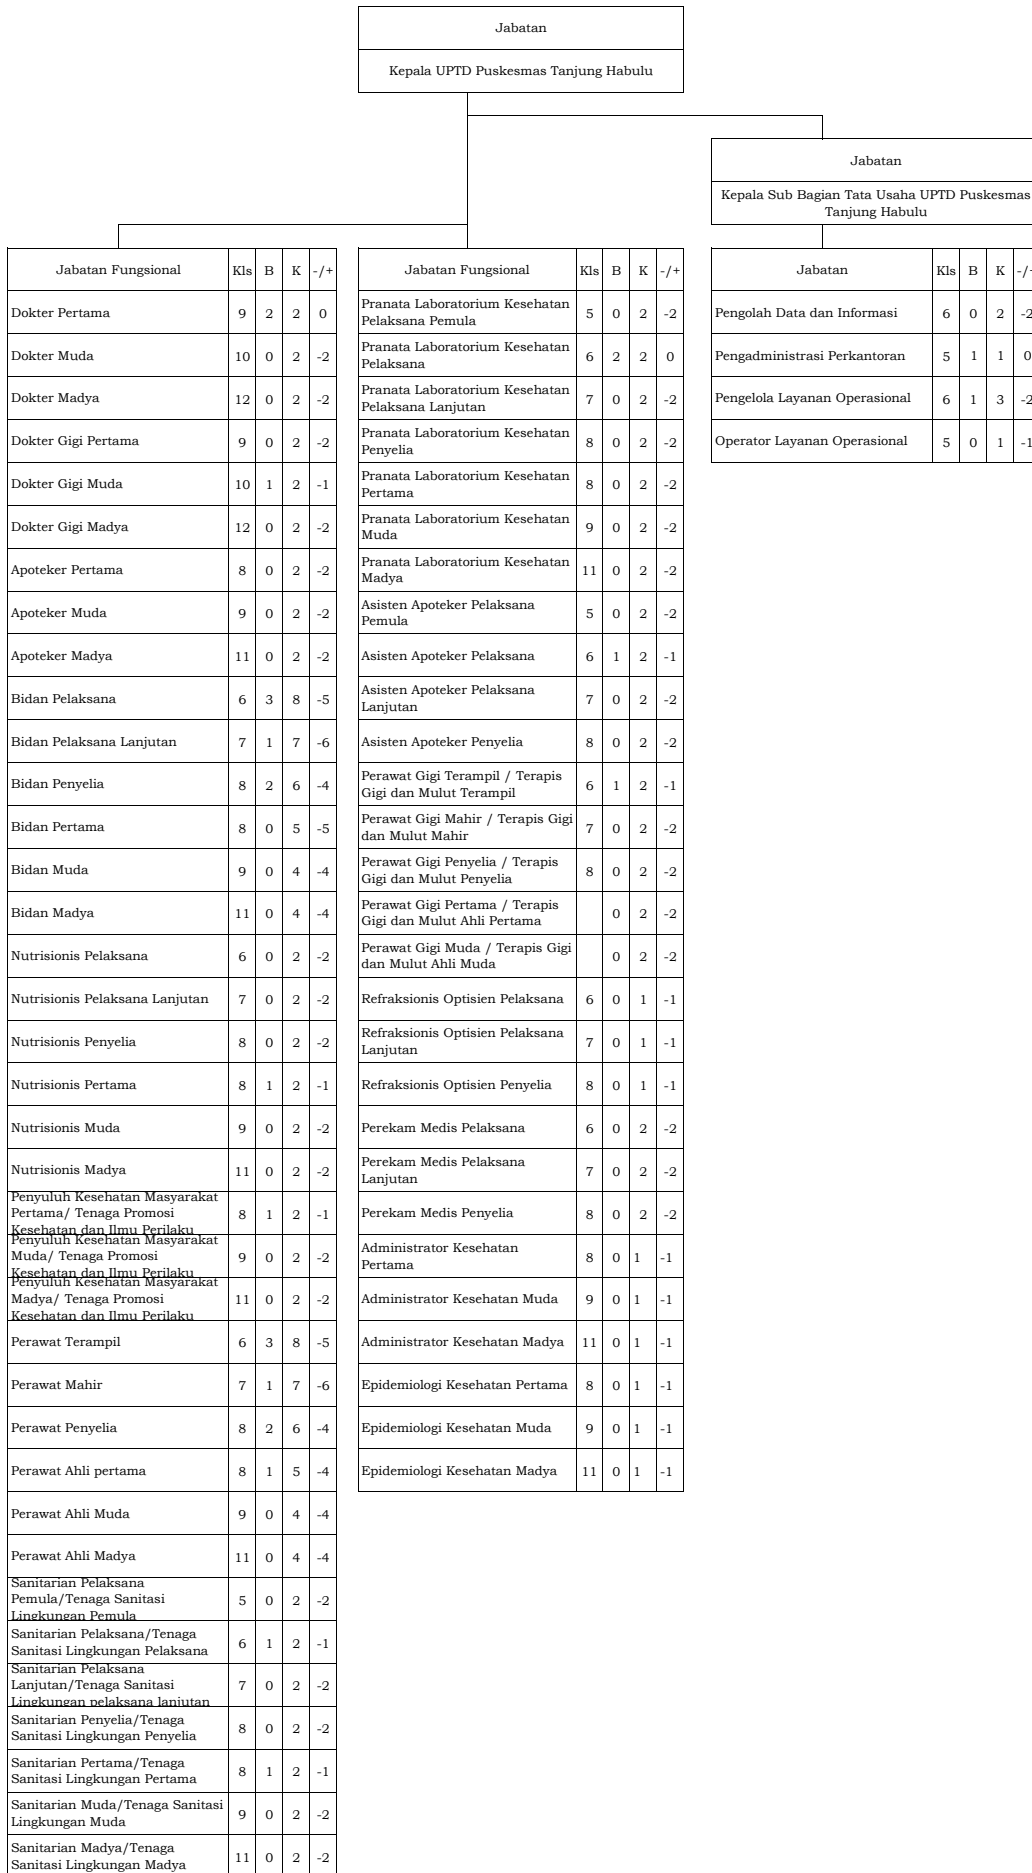 Jabatan
Kepala UPTD Puskesmas Tanjung Habulu
Jabatan
Kepala Sub Bagian Tata Usaha UPTD Puskesmas
Tanjung Habulu
Jabatan Fungsional Kls B K -/+
Dokter Pertama 9 2 2 0
Dokter Muda 10 0 2 -2
Dokter Madya 12 0 2 -2
Dokter Gigi Pertama 9 0 2 -2
Dokter Gigi Muda 10 1 2 -1
Dokter Gigi Madya 12 0 2 -2
Apoteker Pertama 8 0 2 -2
Apoteker Muda 9 0 2 -2
Apoteker Madya 11 0 2 -2
Bidan Pelaksana 6 3 8 -5
Bidan Pelaksana Lanjutan 7 1 7 -6
Bidan Penyelia 8 2 6 -4
Bidan Pertama 8 0 5 -5
Bidan Muda 9 0 4 -4
Bidan Madya 11 0 4 -4
Nutrisionis Pelaksana 6 0 2 -2
Nutrisionis Pelaksana Lanjutan 7 0 2 -2
Nutrisionis Penyelia 8 0 2 -2
Nutrisionis Pertama 8 1 2 -1
Nutrisionis Muda 9 0 2 -2
Nutrisionis Madya 11 0 2 -2
Penyuluh Kesehatan Masyarakat
Pertama/ Tenaga Promosi 8 1 2 -1
Kesehatan dan Ilmu Perilaku
Penyuluh Kesehatan Masyarakat
Muda/ Tenaga Promosi 9 0 2 -2
Kesehatan dan Ilmu Perilaku
Penyuluh Kesehatan Masyarakat
Madya/ Tenaga Promosi 11 0 2 -2
Kesehatan dan Ilmu Perilaku
Perawat Terampil 6 3 8 -5
Perawat Mahir 7 1 7 -6
Perawat Penyelia 8 2 6 -4
Perawat Ahli pertama 8 1 5 -4
Perawat Ahli Muda 9 0 4 -4
Perawat Ahli Madya 11 0 4 -4
Sanitarian Pelaksana
Pemula/Tenaga Sanitasi 5 0 2 -2
Lingkungan Pemula
Sanitarian Pelaksana/Tenaga
Sanitasi Lingkungan Pelaksana 6 1 2 -1
Sanitarian Pelaksana
Lanjutan/Tenaga Sanitasi 7 0 2 -2
Lingkungan pelaksana lanjutan
Sanitarian Penyelia/Tenaga
Sanitasi Lingkungan Penyelia 8 0 2 -2
Sanitarian Pertama/Tenaga
Sanitasi Lingkungan Pertama 8 1 2 -1
Sanitarian Muda/Tenaga Sanitasi
Lingkungan Muda 9 0 2 -2
Sanitarian Madya/Tenaga
Sanitasi Lingkungan Madya 11 0 2 -2
Jabatan Fungsional Kls B K -/+
Pranata Laboratorium Kesehatan
Pelaksana Pemula 5 0 2 -2
Pranata Laboratorium Kesehatan
Pelaksana 6 2 2 0
Pranata Laboratorium Kesehatan
Pelaksana Lanjutan 7 0 2 -2
Pranata Laboratorium Kesehatan
Penyelia 8 0 2 -2
Pranata Laboratorium Kesehatan
Pertama 8 0 2 -2
Pranata Laboratorium Kesehatan
Muda 9 0 2 -2
Pranata Laboratorium Kesehatan
Madya 11 0 2 -2
Asisten Apoteker Pelaksana
Pemula 5 0 2 -2
Asisten Apoteker Pelaksana 6 1 2 -1
Asisten Apoteker Pelaksana
Lanjutan 7 0 2 -2
Asisten Apoteker Penyelia 8 0 2 -2
Perawat Gigi Terampil / Terapis
Gigi dan Mulut Terampil 6 1 2 -1
Perawat Gigi Mahir / Terapis Gigi
dan Mulut Mahir 7 0 2 -2
Perawat Gigi Penyelia / Terapis
Gigi dan Mulut Penyelia 8 0 2 -2
Perawat Gigi Pertama / Terapis
Gigi dan Mulut Ahli Pertama 0 2 -2
Perawat Gigi Muda / Terapis Gigi
dan Mulut Ahli Muda 0 2 -2
Refraksionis Optisien Pelaksana 6 0 1 -1
Refraksionis Optisien Pelaksana
Lanjutan 7 0 1 -1
Refraksionis Optisien Penyelia 8 0 1 -1
Perekam Medis Pelaksana 6 0 2 -2
Perekam Medis Pelaksana
Lanjutan 7 0 2 -2
Perekam Medis Penyelia 8 0 2 -2
Administrator Kesehatan
Pertama 8 0 1 -1
Administrator Kesehatan Muda 9 0 1 -1
Administrator Kesehatan Madya 11 0 1 -1
Epidemiologi Kesehatan Pertama 8 0 1 -1
Epidemiologi Kesehatan Muda 9 0 1 -1
Epidemiologi Kesehatan Madya 11 0 1 -1
Jabatan Kls B K -/+
Pengolah Data dan Informasi 6 0 2 -2
Pengadministrasi Perkantoran 5 1 1 0
Pengelola Layanan Operasional 6 1 3 -2
Operator Layanan Operasional 5 0 1 -1